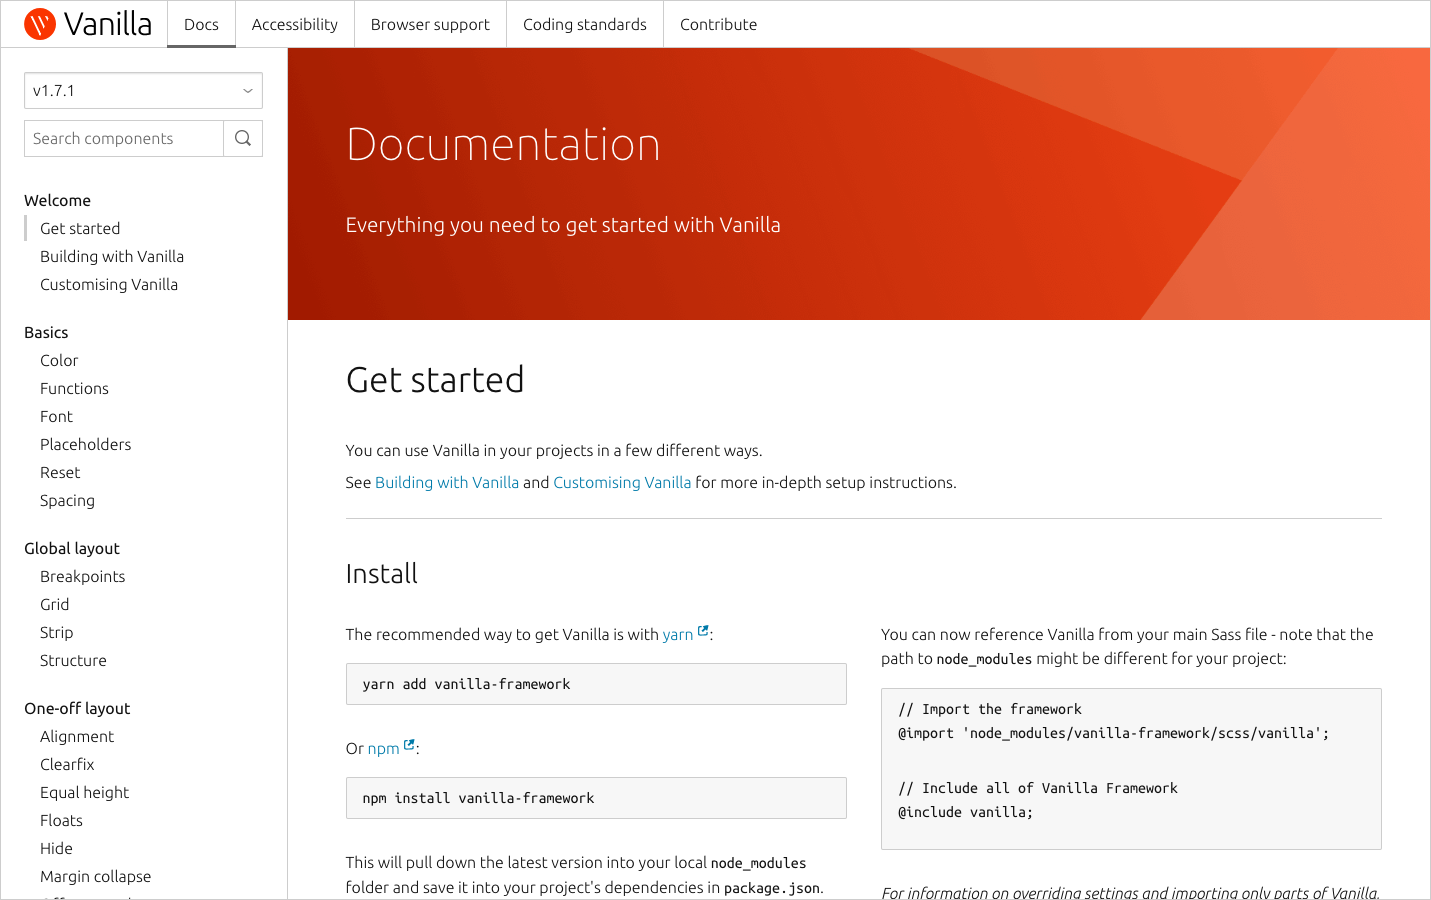 Vanilla
Docs
Accessibility
Browser support
Coding standards
Contribute
v1.7.1
Search components
Welcome
Get started
Building with Vanilla
Customising Vanilla
Basics
Color
Functions
Font
Placeholders
Reset
Spacing
Global layout
Breakpoints
Grid
Strip
Structure
One-off layout
Alignment
Clearfix
Equal height
Floats
Hide
Margin collapse
Documentation
Everything you need to get started with Vanilla
Get started
You can use Vanilla in your projects in a few different ways.
See Building with Vanilla and Customising Vanilla for more in-depth setup instructions.
Install
The recommended way to get Vanilla is with yarn:
yarn add vanilla-framework
Or npm:
npm install vanilla-framework
This will pull down the latest version into your local node_modules
folder and save it into your project's dependencies in package.json.
You can now reference Vanilla from your main Sass file - note that the
path to node_modules might be different for your project:
// Import the framework
@import 'node_modules/vanilla-framework/scss/vanilla';
// Include all of Vanilla Framework
@include vanilla;
For information on overriding settings and importing only parts of Vanilla,